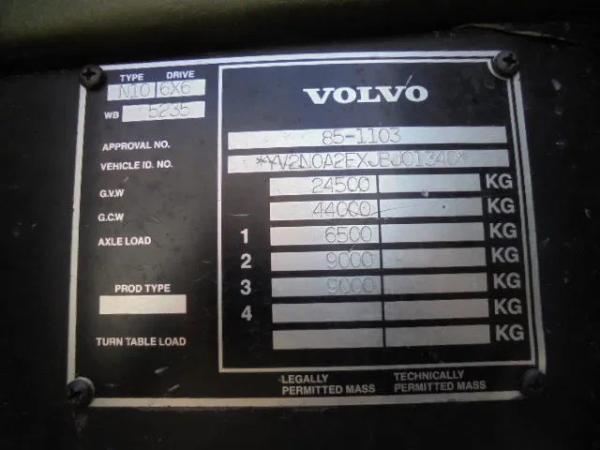 TYPE DRIVE
N10 6X6
WB 5235
VOLVO
APPROVAL NO. 85-1103
VEHICLE ID. NO. *YV2N0A2EXJBJ01340*
G.V.W 24500 KG
G.C.W 44000 KG
AXLE LOAD 1 6500 KG
2 9000 KG
PROD TYPE 3 9000 KG
4 KG
TURN TABLE LOAD KG
LEGALLY PERMITTED MASS
TECHNICALLY PERMITTED MASS